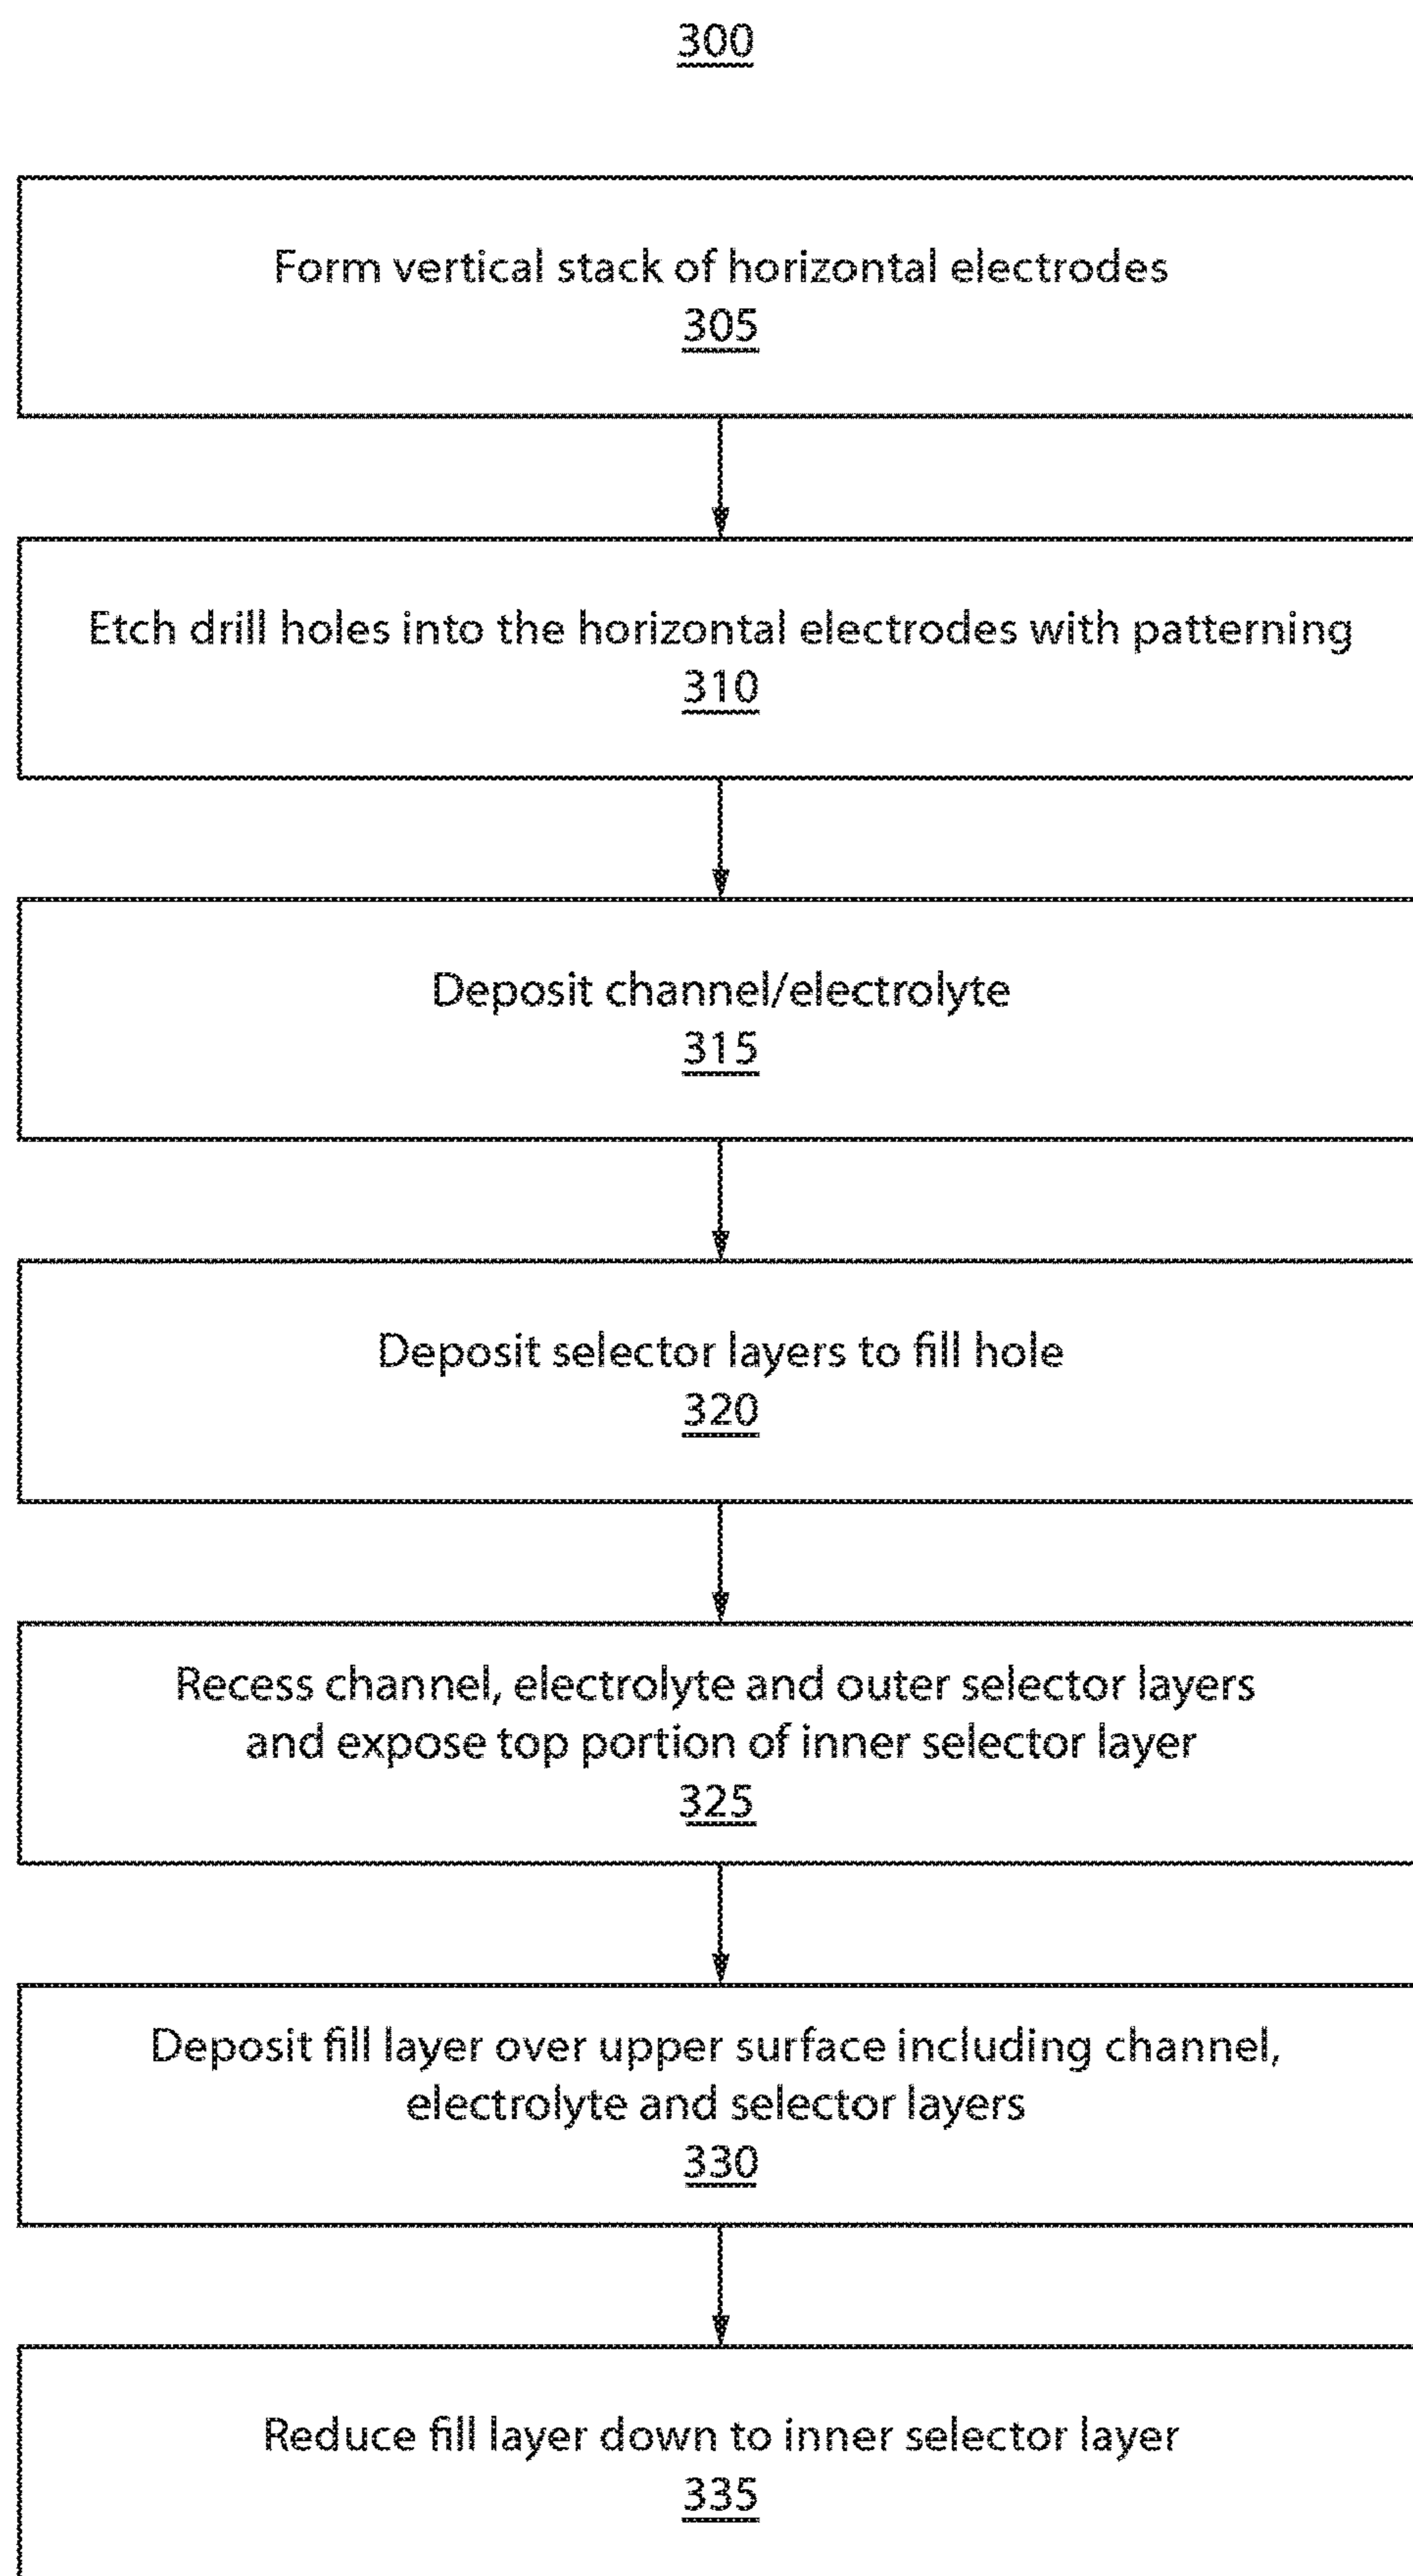 300
Form vertical stack of horizontal electrodes
305
Etch drill holes into the horizontal electrodes with patterning
310
Deposit channel/electrolyte
315
Deposit selector layers to fill hole
320
Recess channel, electrolyte and outer selector layers
and expose top portion of inner selector layer
325
Deposit fill layer over upper surface including channel,
electrolyte and selector layers
330
Reduce fill layer down to inner selector layer
335